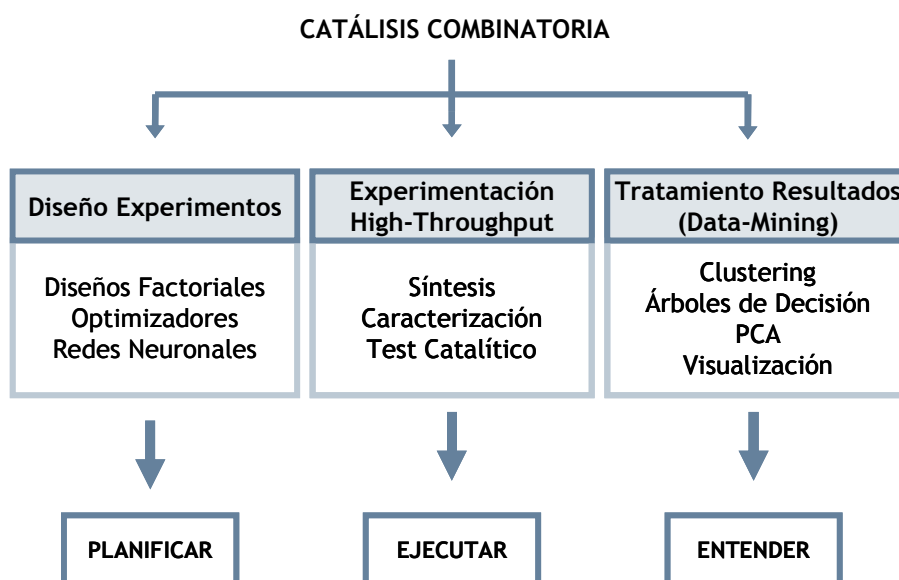 CATÁLISIS COMBINATORIA
Diseño Experimentos
Diseños Factoriales
Optimizadores
Redes Neuronales
PLANIFICAR
Experimentación
High-Throughput
Síntesis
Caracterización
Test Catalítico
EJECUTAR
Tratamiento Resultados
(Data-Mining)
Clustering
Árboles de Decisión
PCA
Visualización
ENTENDER